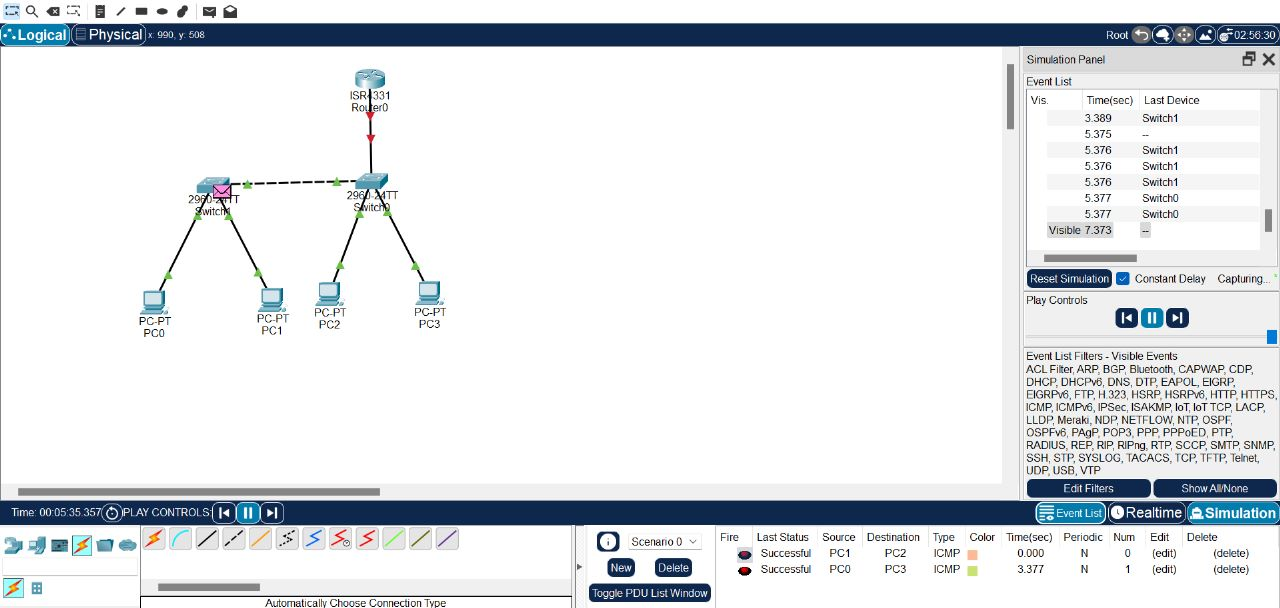 Logical Physical x: 990, y: 508 Root 02:56:30
Simulation Panel
Event List
Vis. Time(sec) Last Device
3.389 Switch1
5.375 --
5.376 Switch1
5.376 Switch1
5.376 Switch1
5.377 Switch0
5.377 Switch0
Visible 7.373 --
Reset Simulation Constant Delay Capturing...
Play Controls
Event List Filters - Visible Events
ACL Filter, ARP, BGP, Bluetooth, CAPWAP, CDP,
DHCP, DHCPv6, DNS, DTP, EAPOL, EIGRP,
EIGRPv6, FTP, H.323, HSRP, HSRPv6, HTTP, HTTPS,
ICMP, ICMPv6, IPSec, ISAKMP, IoT, IoT TCP, LACP,
LLDP, Meraki, NDP, NETFLOW, NTP, OSPF,
OSPFv6, PAgP, POP3, PPP, PPPoED, PTP,
RADIUS, REP, RIP, RIPng, RTP, SCCP, SMTP, SNMP,
SSH, STP, SYSLOG, TACACS, TCP, TFTP, Telnet,
UDP, USB, VTP
Edit Filters Show All/None
ISR4331
Router0
2960-24TT
Switch1
2960-24TT
Switch0
PC-PT
PC0
PC-PT
PC1
PC-PT
PC2
PC-PT
PC3
Time: 00:05:35.357 PLAY CONTROLS: Event List Realtime Simulation
Automatically Choose Connection Type
Scenario 0
New Delete
Toggle PDU List Window
Fire Last Status Source Destination Type Color Time(sec) Periodic Num Edit Delete
Successful PC1 PC2 ICMP 0.000 N 0 (edit) (delete)
Successful PC0 PC3 ICMP 3.377 N 1 (edit) (delete)